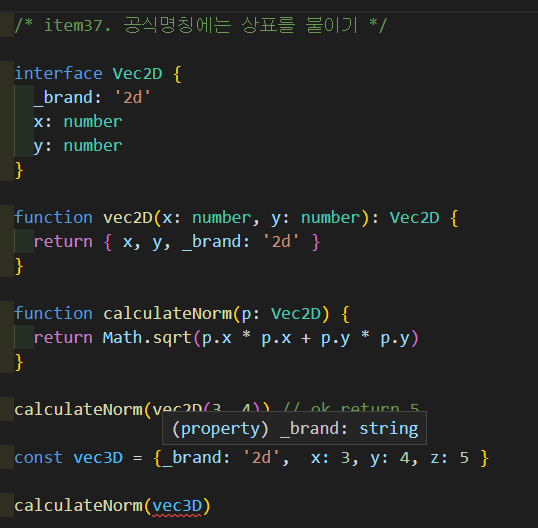 /* item37. 공식명칭에는 상표를 붙이기 */
interface Vec2D {
_brand: '2d'
x: number
y: number
}
function vec2D(x: number, y: number): Vec2D {
return { x, y, _brand: '2d' }
}
function calculateNorm(p: Vec2D) {
return Math.sqrt(p.x * p.x + p.y * p.y)
}
calculateNorm(vec2D(3, 4)) // ok return 5
(property) _brand: string
const vec3D = {_brand: '2d',  x: 3, y: 4, z: 5 }
calculateNorm(vec3D)